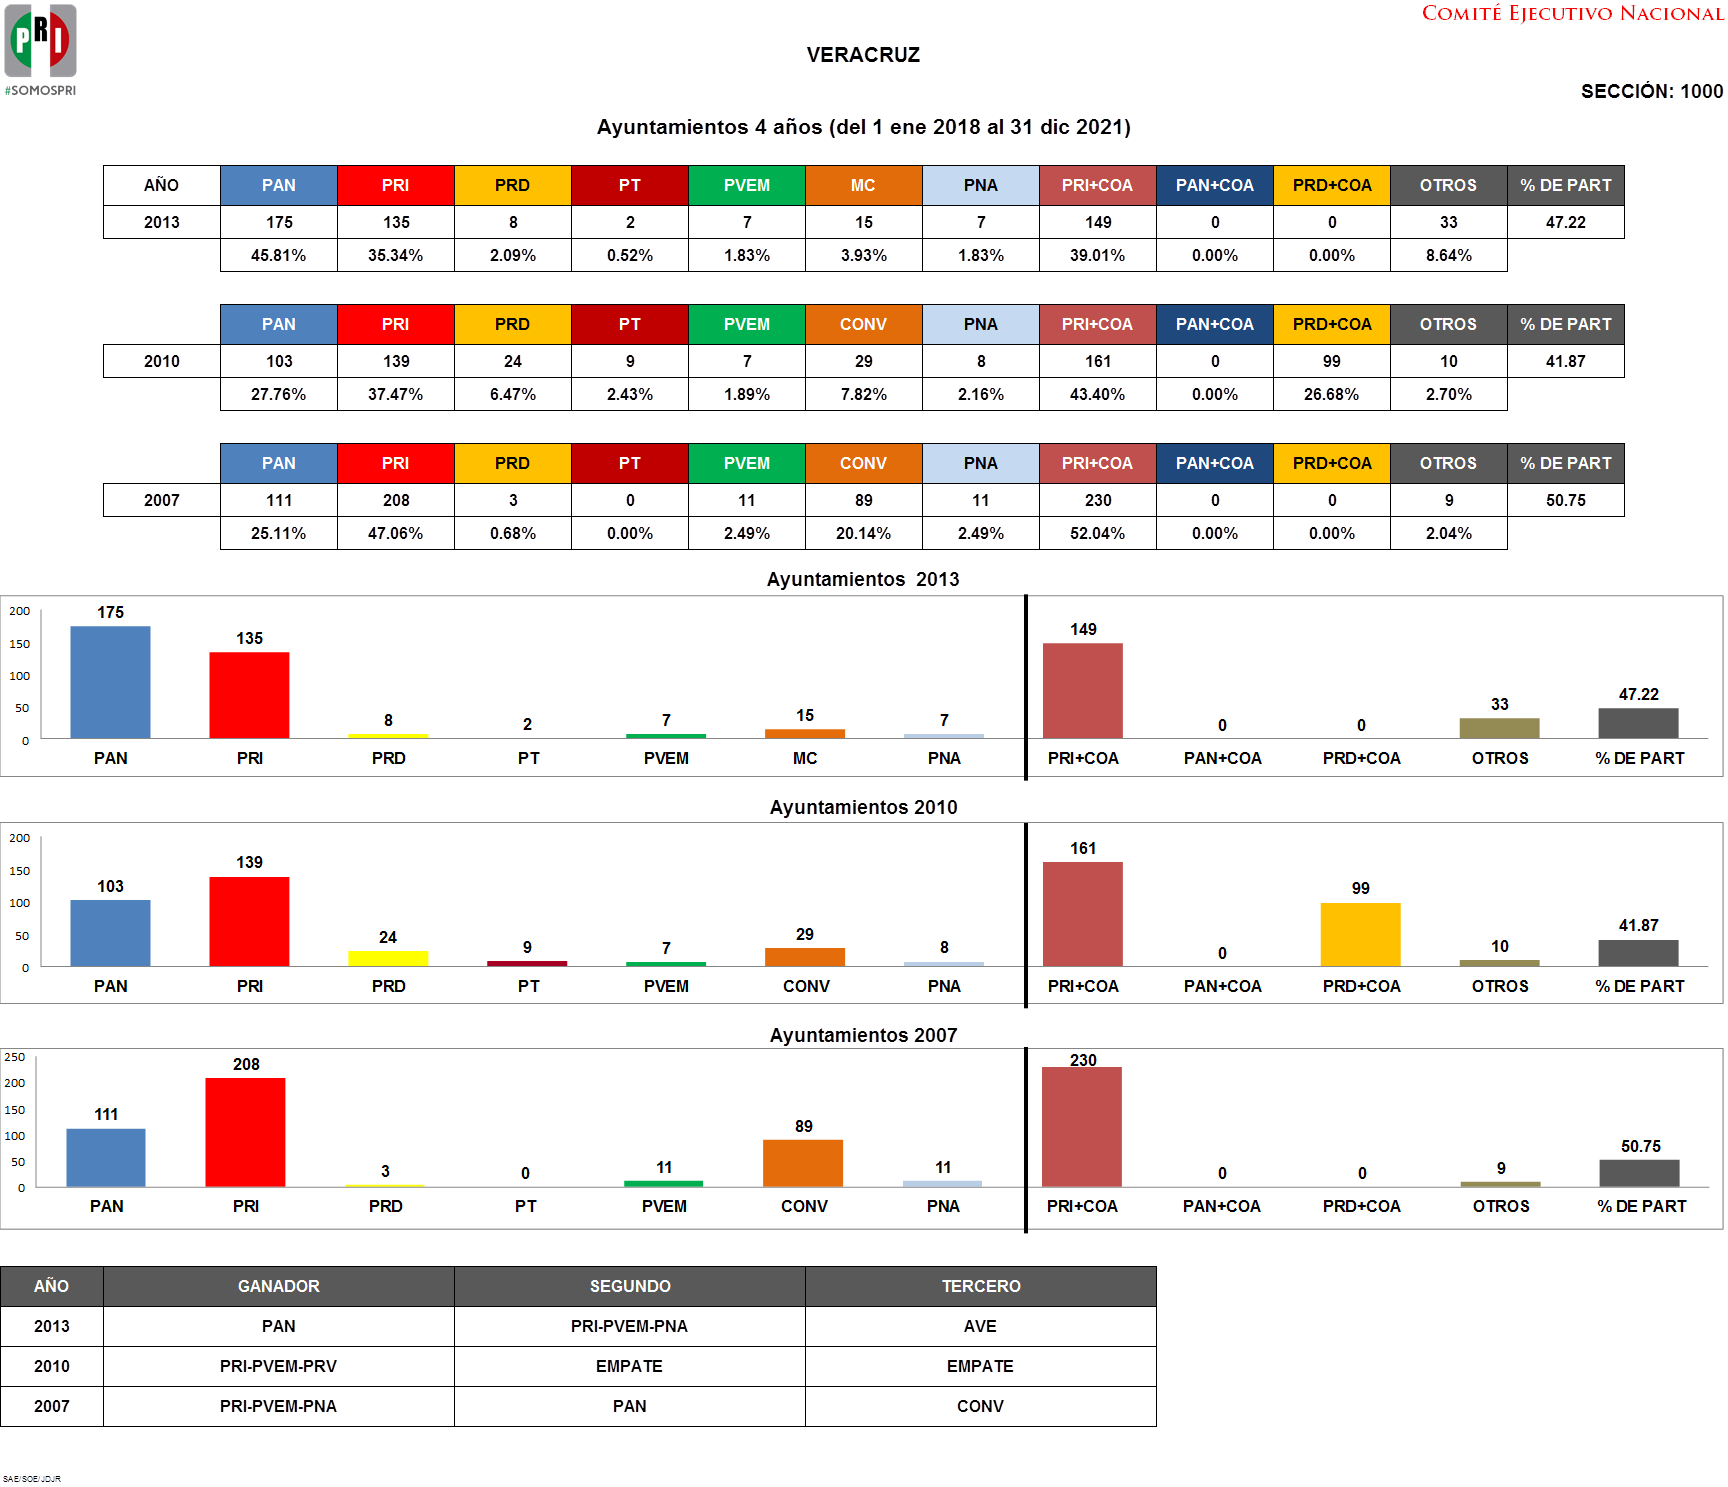 PRI
#SOMOSPRI
COMITÉ EJECUTIVO NACIONAL
VERACRUZ
SECCIÓN: 1000
Ayuntamientos 4 años (del 1 ene 2018 al 31 dic 2021)
AÑO PAN PRI PRD PT PVEM MC PNA PRI+COA PAN+COA PRD+COA OTROS % DE PART
2013 175 135 8 2 7 15 7 149 0 0 33 47.22
45.81% 35.34% 2.09% 0.52% 1.83% 3.93% 1.83% 39.01% 0.00% 0.00% 8.64%
PAN PRI PRD PT PVEM CONV PNA PRI+COA PAN+COA PRD+COA OTROS % DE PART
2010 103 139 24 9 7 29 8 161 0 99 10 41.87
27.76% 37.47% 6.47% 2.43% 1.89% 7.82% 2.16% 43.40% 0.00% 26.68% 2.70%
PAN PRI PRD PT PVEM CONV PNA PRI+COA PAN+COA PRD+COA OTROS % DE PART
2007 111 208 3 0 11 89 11 230 0 0 9 50.75
25.11% 47.06% 0.68% 0.00% 2.49% 20.14% 2.49% 52.04% 0.00% 0.00% 2.04%
Ayuntamientos 2013
200
150
100
50
0
175 135 8 2 7 15 7 149 0 0 33 47.22
PAN PRI PRD PT PVEM MC PNA PRI+COA PAN+COA PRD+COA OTROS % DE PART
Ayuntamientos 2010
200
150
100
50
0
103 139 24 9 7 29 8 161 0 99 10 41.87
PAN PRI PRD PT PVEM CONV PNA PRI+COA PAN+COA PRD+COA OTROS % DE PART
Ayuntamientos 2007
250
200
150
100
50
0
111 208 3 0 11 89 11 230 0 0 9 50.75
PAN PRI PRD PT PVEM CONV PNA PRI+COA PAN+COA PRD+COA OTROS % DE PART
AÑO GANADOR SEGUNDO TERCERO
2013 PAN PRI-PVEM-PNA AVE
2010 PRI-PVEM-PRV EMPATE EMPATE
2007 PRI-PVEM-PNA PAN CONV
SAE/SOE/JDJR